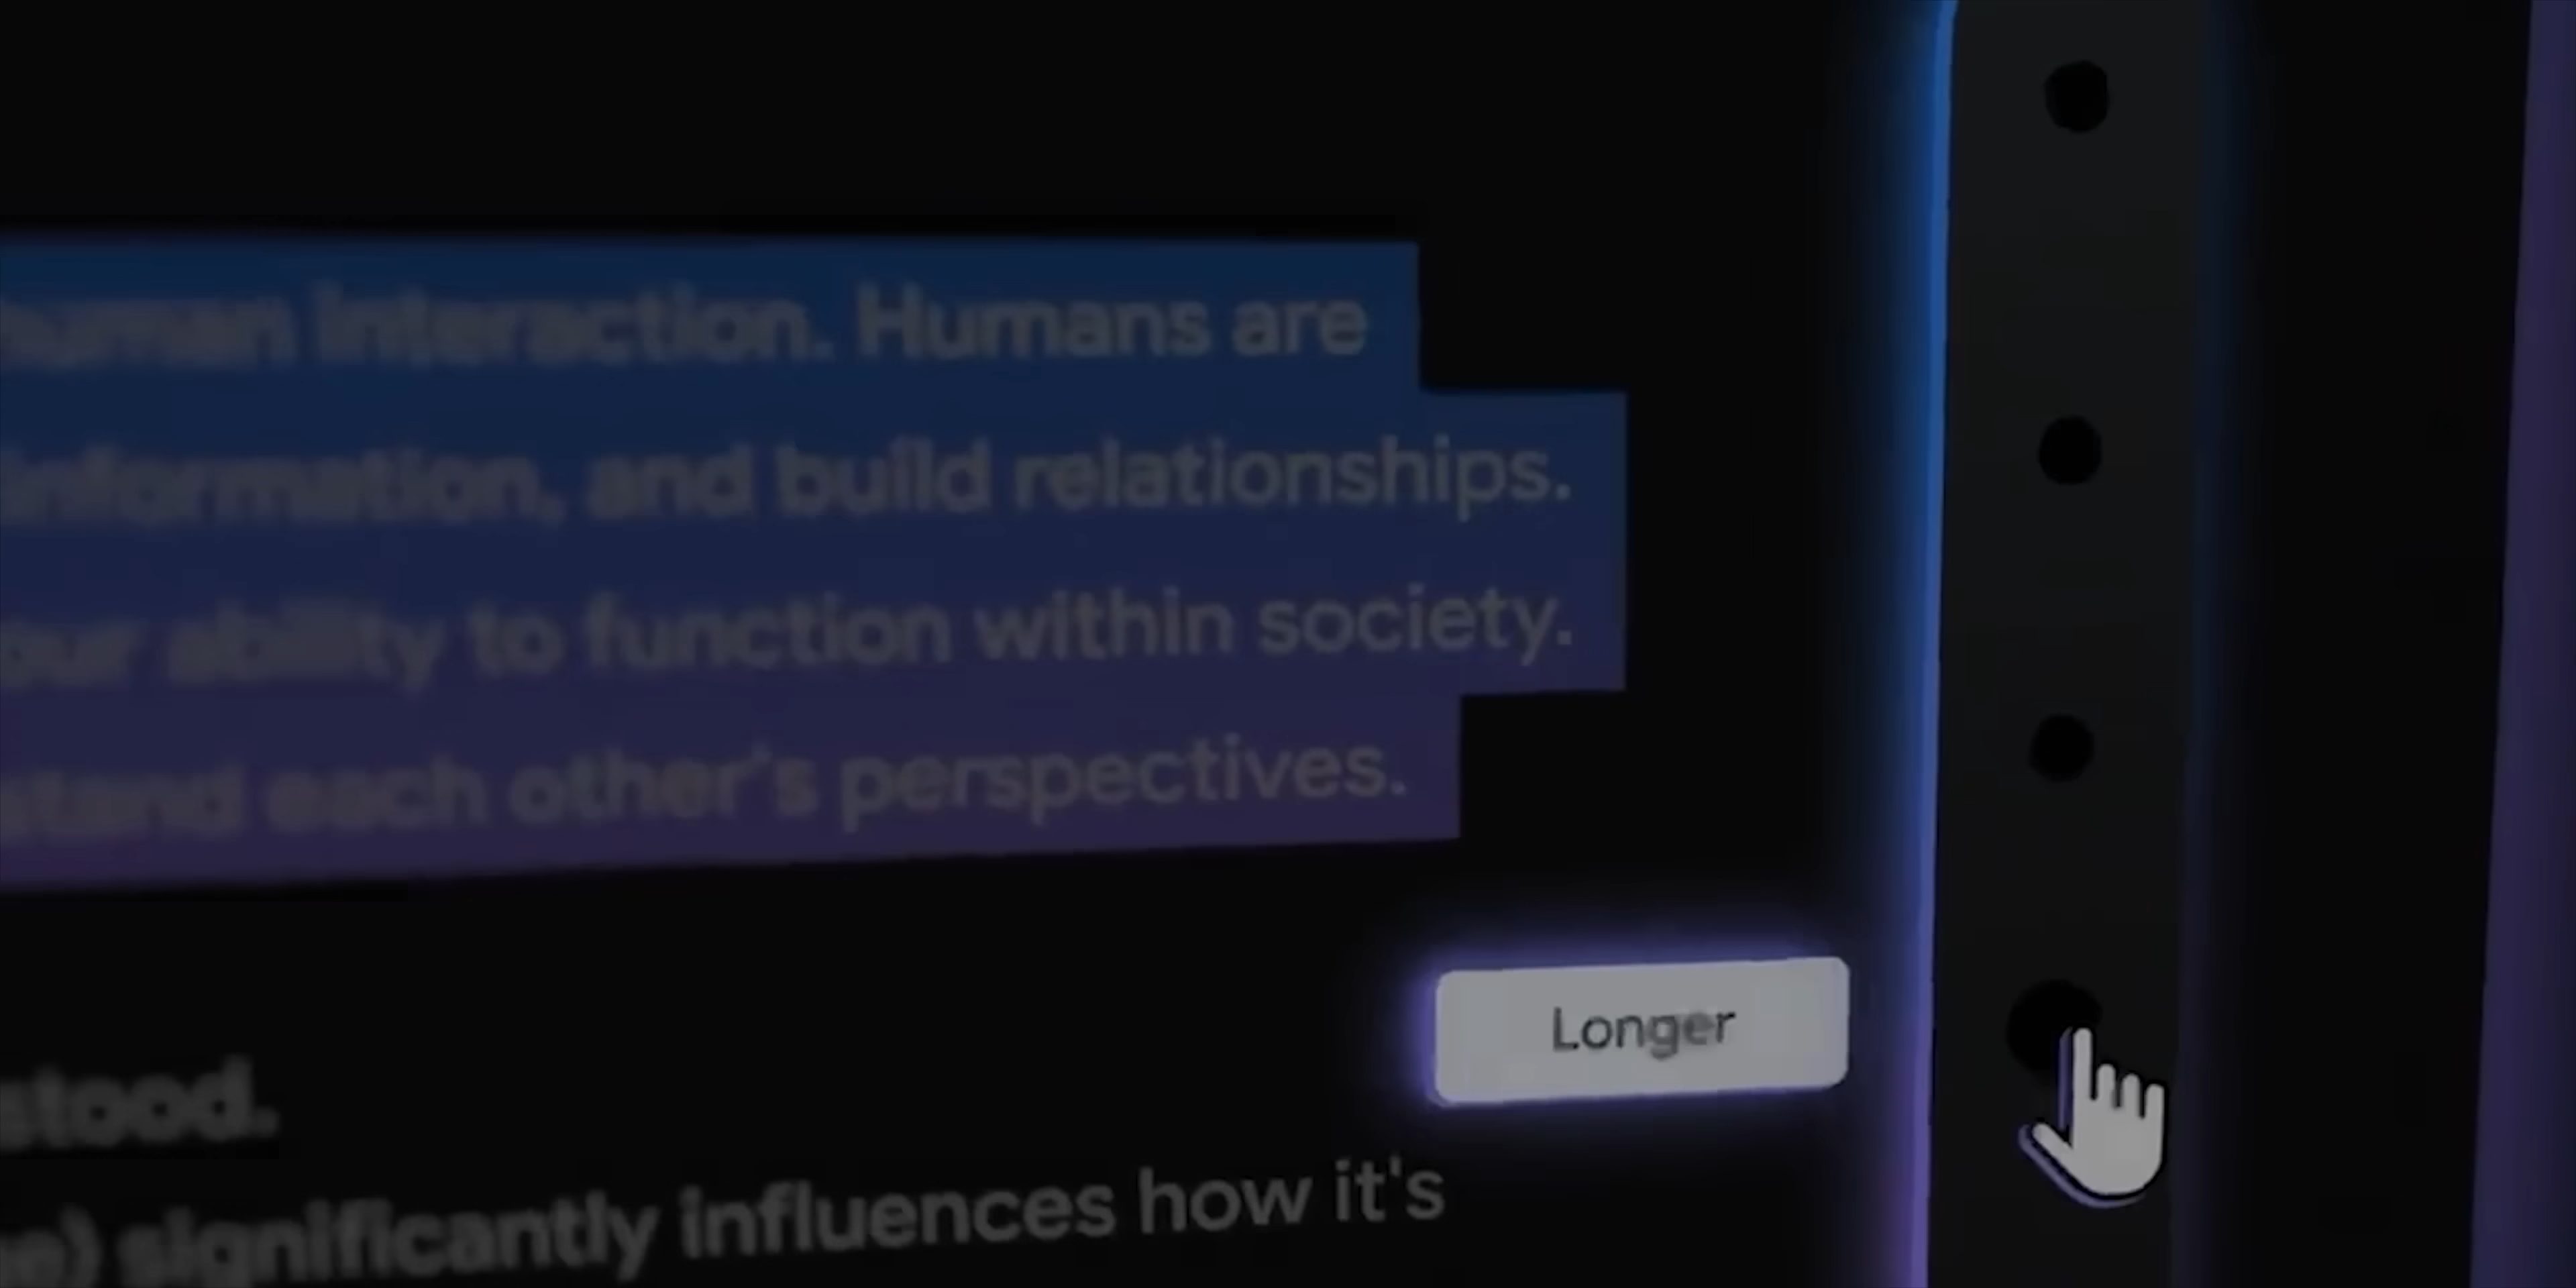 human interaction. Humans are
information, and build relationships.
our ability to function within society.
each other's perspectives.
Longer
stood.
significantly influences how it's